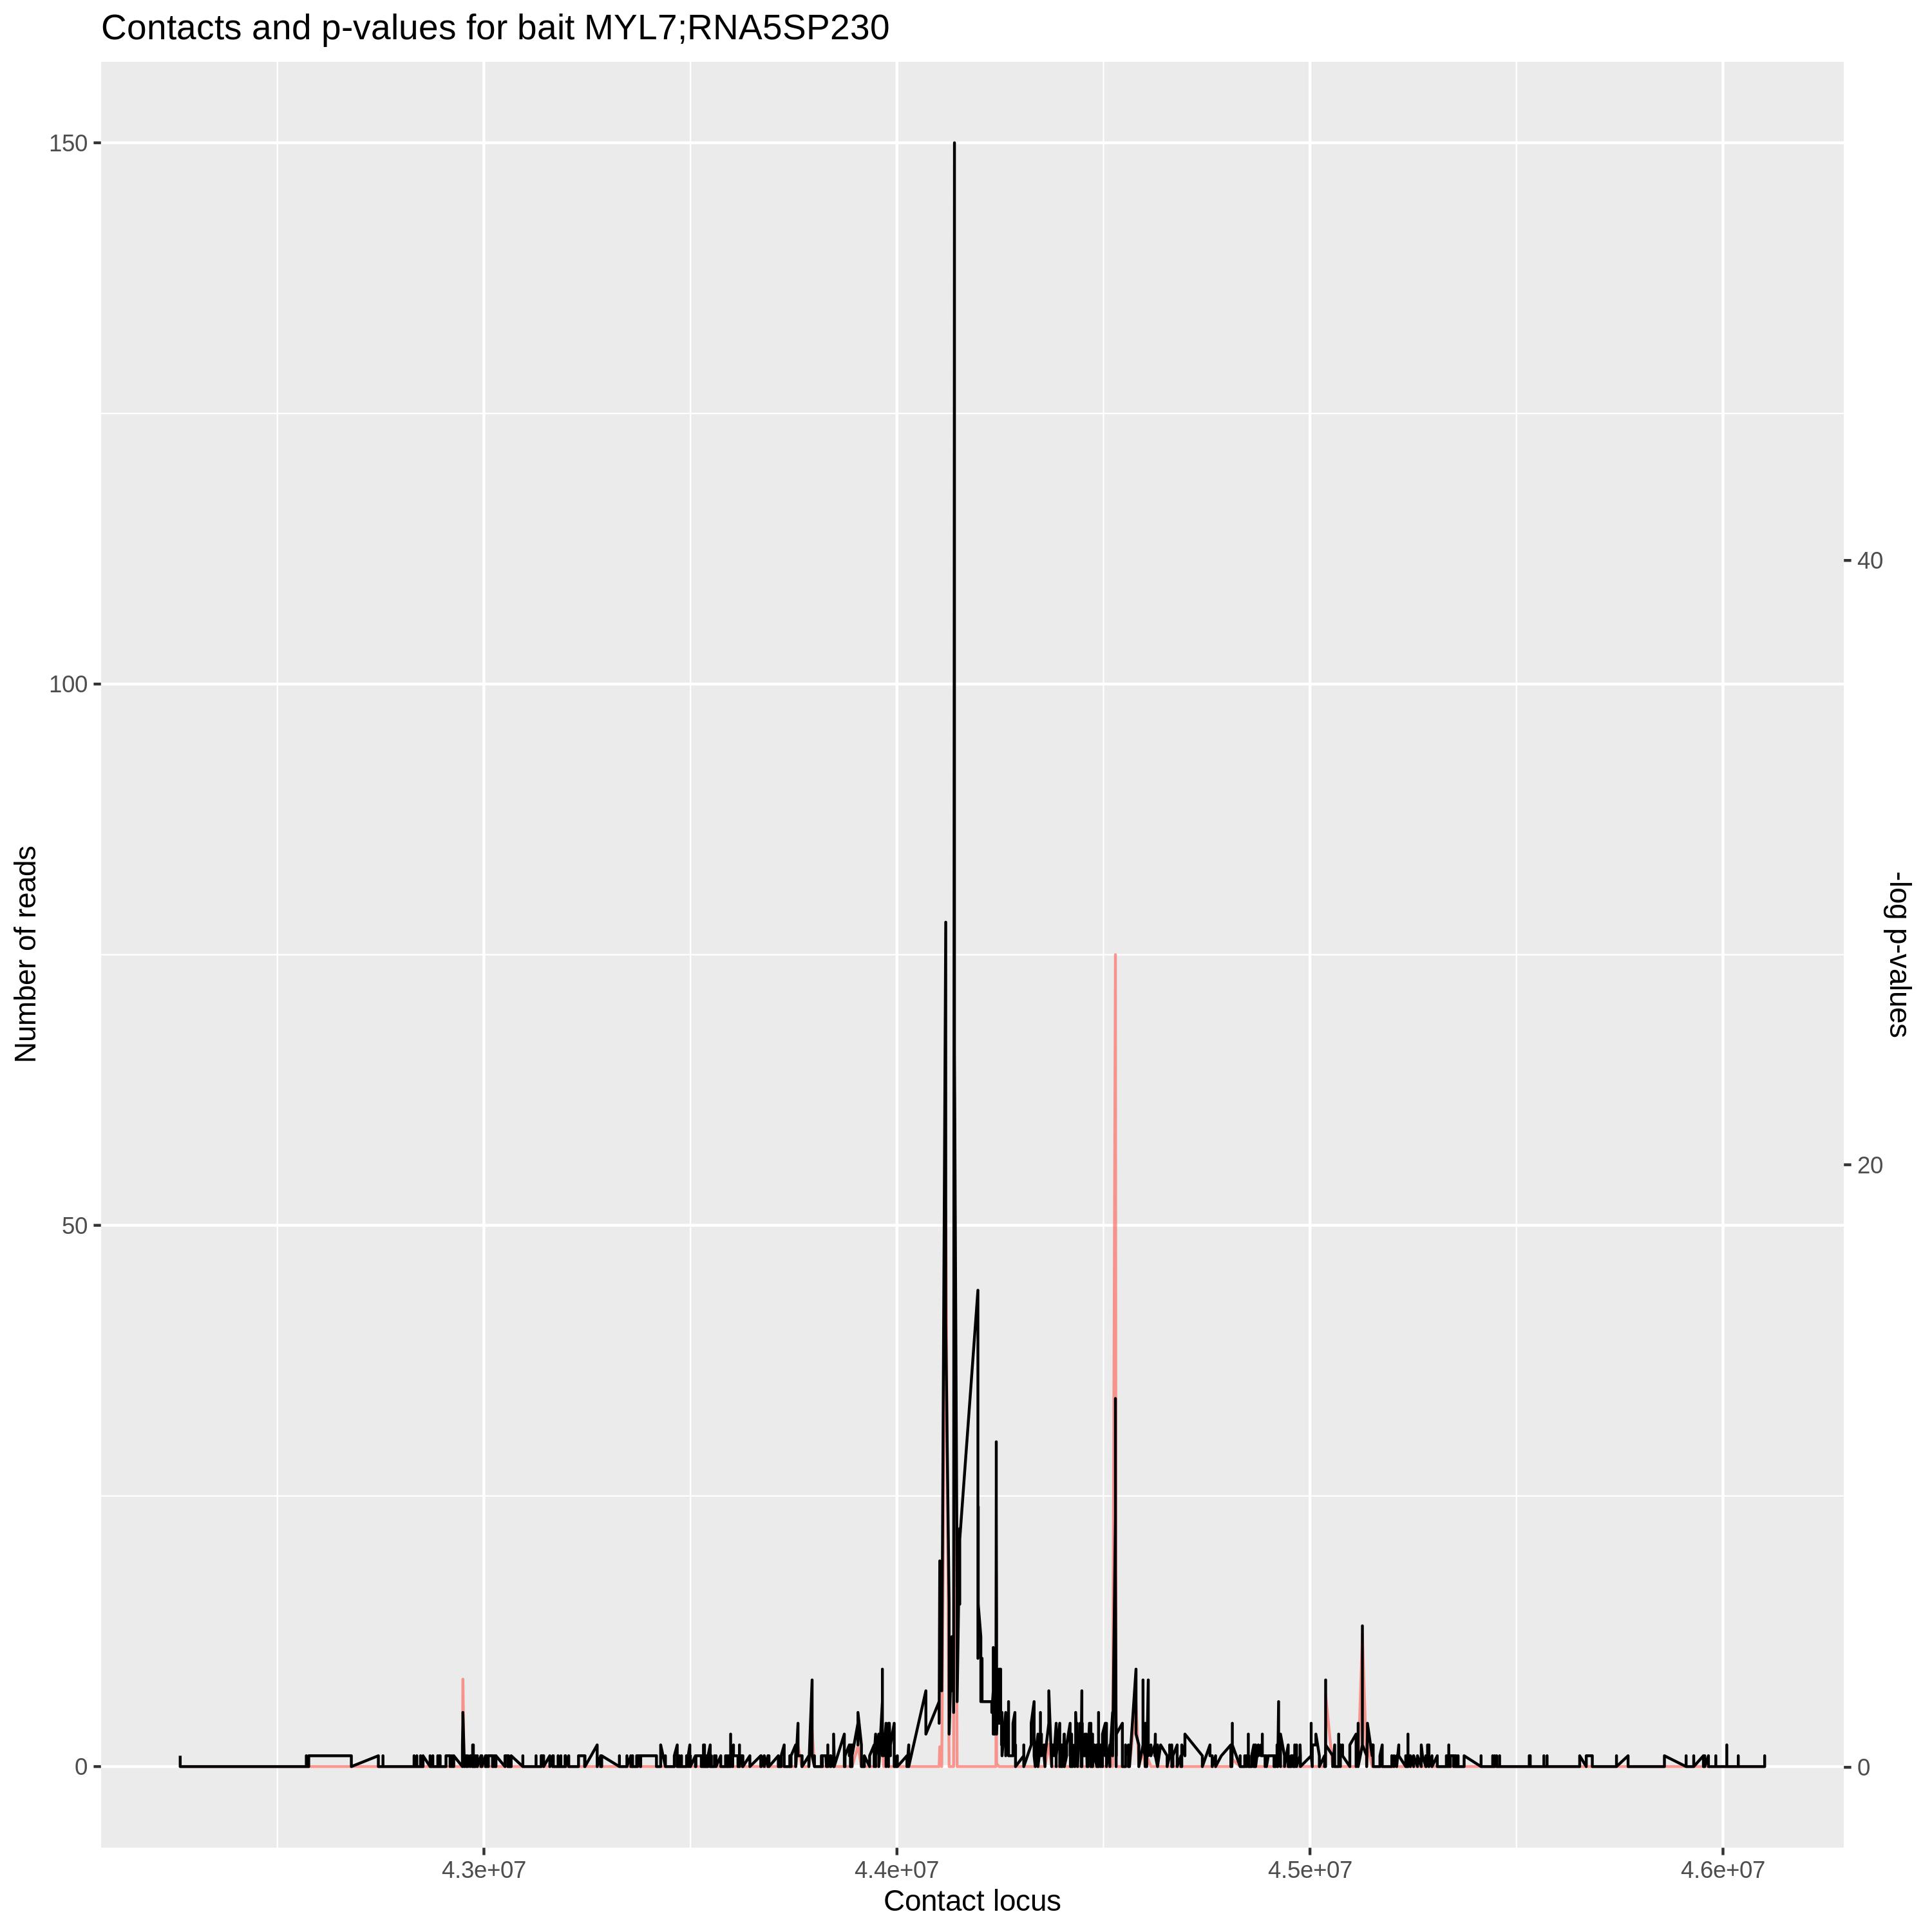 Contacts and p-values for bait MYL7;RNA5SP230
150
100
50
0
Number of reads
40
20
0
-log p-values
4.3e+07
4.4e+07
4.5e+07
4.6e+07
Contact locus